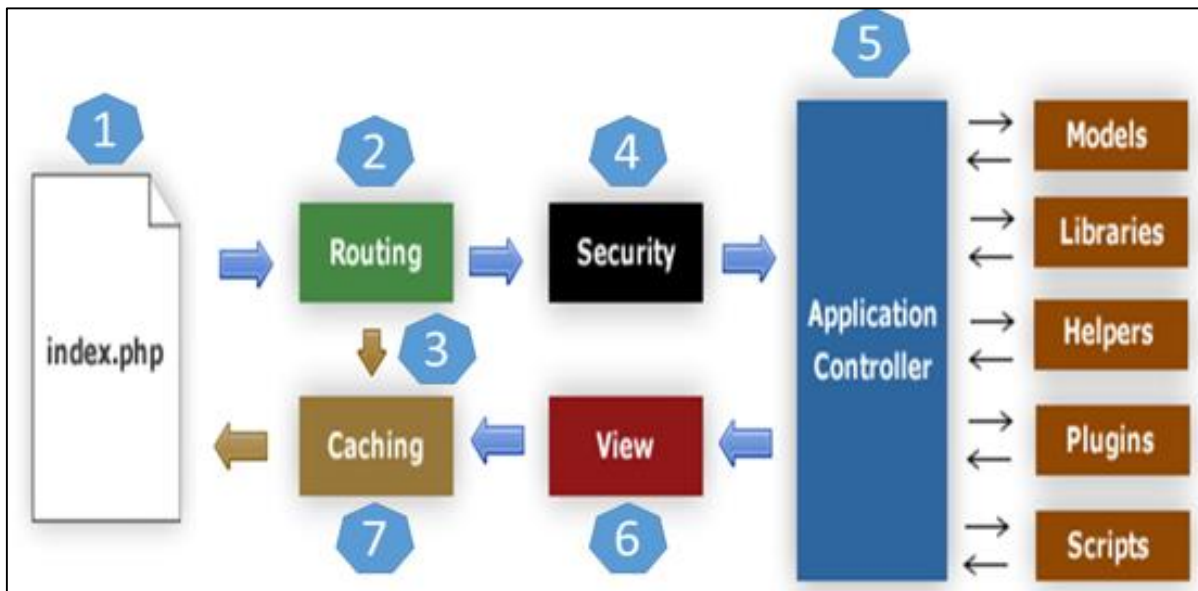 1
index.php
2
Routing
3
4
Security
5
Application
Controller
Models
Libraries
Helpers
Plugins
Scripts
View
6
Caching
7